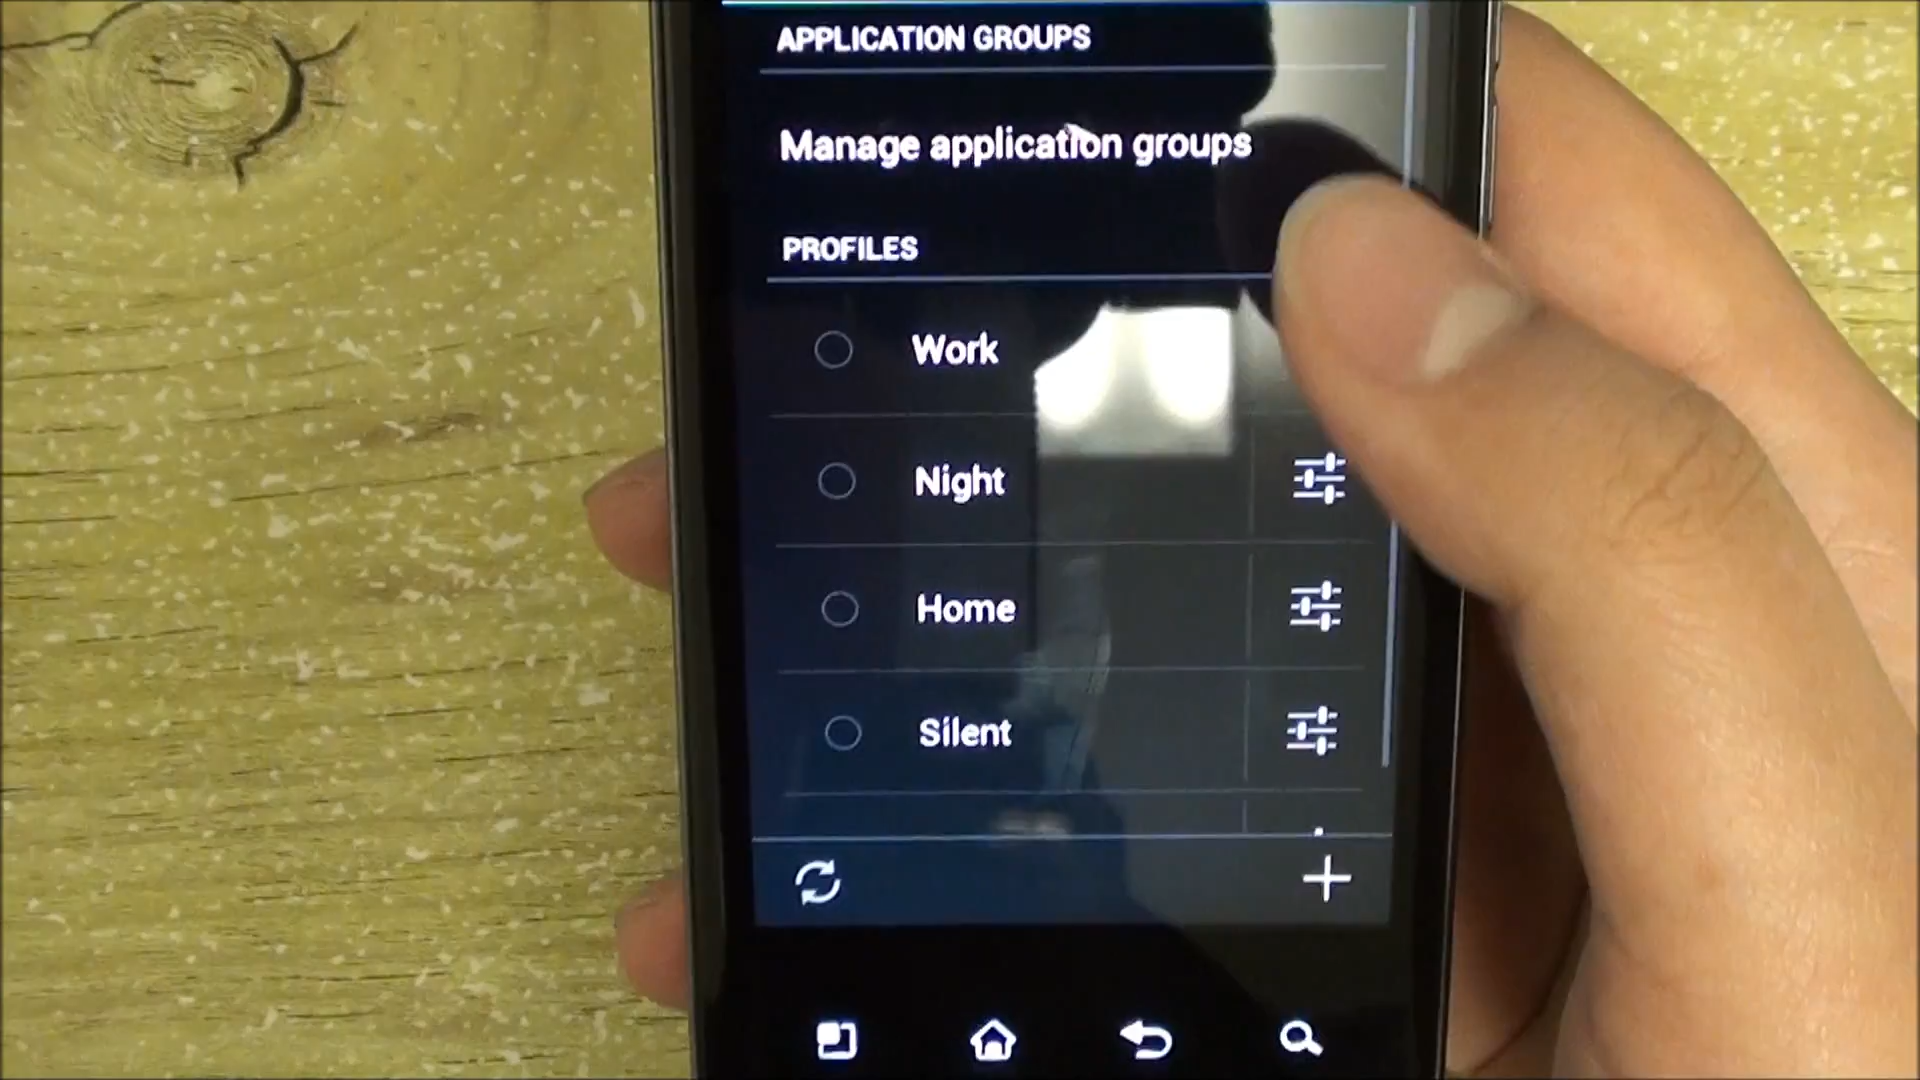 APPLICATION GROUPS
Manage application groups
PROFILES
Work
Night
Home
Silent